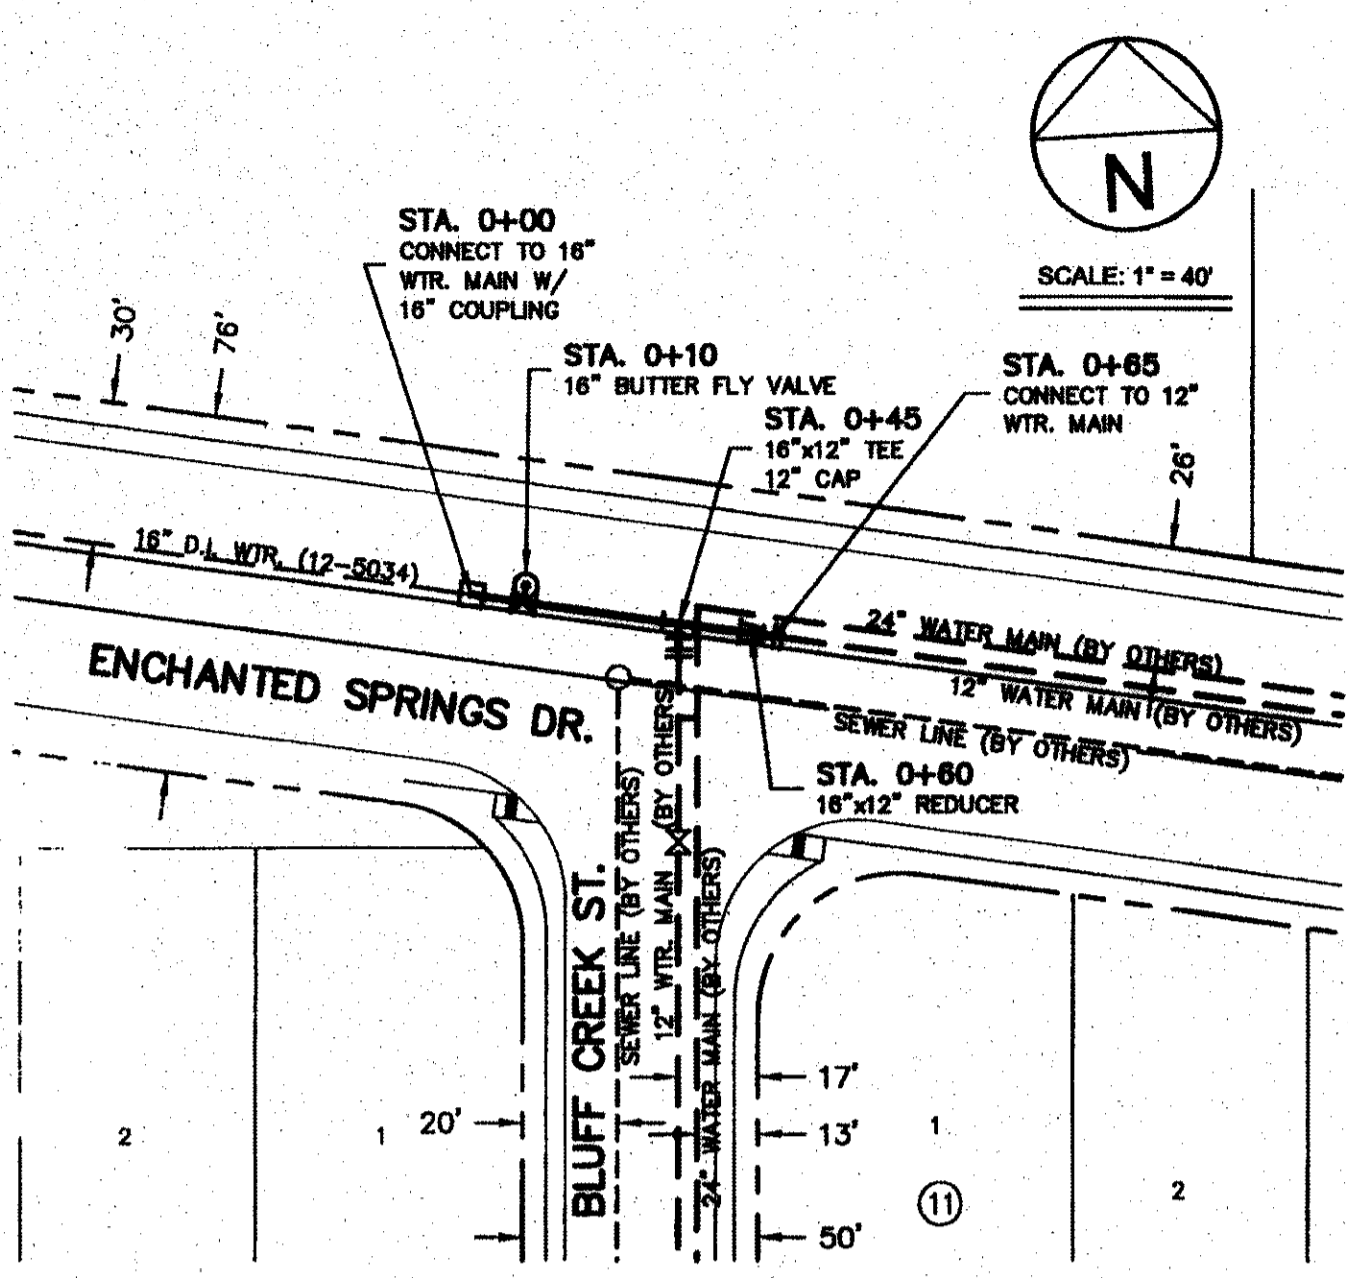 N
SCALE: 1" = 40'
STA. 0+00
CONNECT TO 16"
WTR. MAIN W/
16" COUPLING
30'
76'
STA. 0+10
16" BUTTER FLY VALVE
STA. 0+45
16"x12" TEE
12" CAP
STA. 0+65
CONNECT TO 12"
WTR. MAIN
26'
16" D.I. WTR. (12-5034)
24" WATER MAIN (BY OTHERS)
12" WATER MAIN (BY OTHERS)
SEWER LINE (BY OTHERS)
ENCHANTED SPRINGS DR.
STA. 0+60
16"x12" REDUCER
BLUFF CREEK ST.
SEWER LINE (BY OTHERS)
12" WTR. MAIN (BY OTHERS)
24" WATER MAIN (BY OTHERS)
17'
20'
13'
50'
2
1
1
2
11